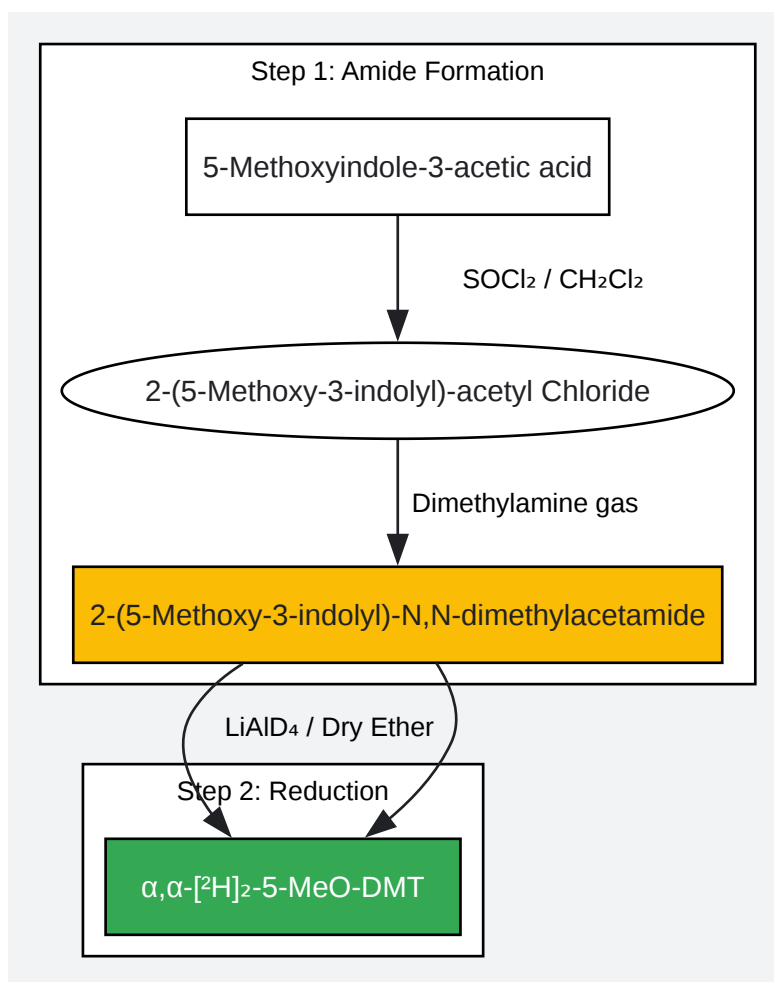 Step 1: Amide Formation
5-Methoxyindole-3-acetic acid
SOCl₂ / CH₂Cl₂
2-(5-Methoxy-3-indolyl)-acetyl Chloride
Dimethylamine gas
2-(5-Methoxy-3-indolyl)-N,N-dimethylacetamide
LiAlD₄ / Dry Ether
Step 2: Reduction
α,α-[²H]₂-5-MeO-DMT